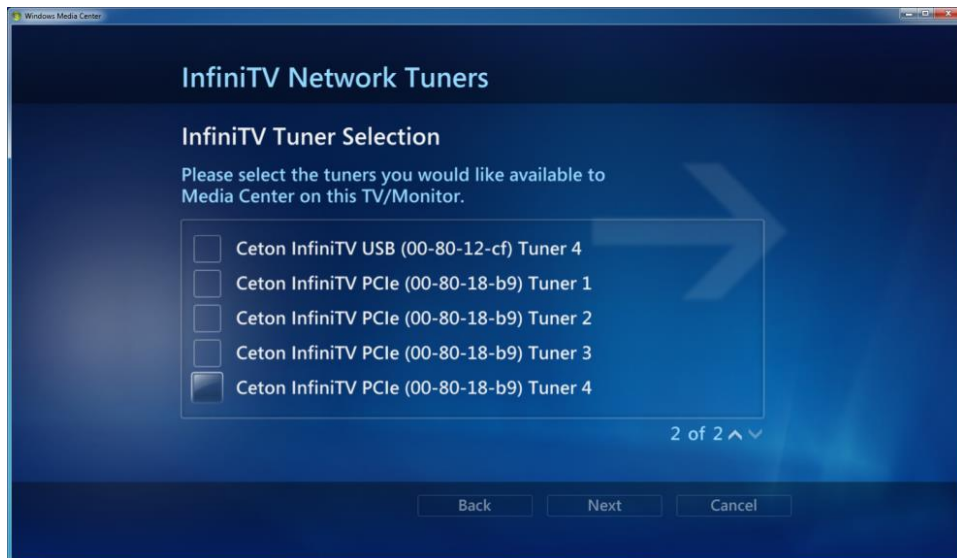 Windows Media Center
InfiniTV Network Tuners
InfiniTV Tuner Selection
Please select the tuners you would like available to
Media Center on this TV/Monitor.
Ceton InfiniTV USB (00-80-12-cf) Tuner 4
Ceton InfiniTV PCIe (00-80-18-b9) Tuner 1
Ceton InfiniTV PCIe (00-80-18-b9) Tuner 2
Ceton InfiniTV PCIe (00-80-18-b9) Tuner 3
Ceton InfiniTV PCIe (00-80-18-b9) Tuner 4
2 of 2
Back Next Cancel